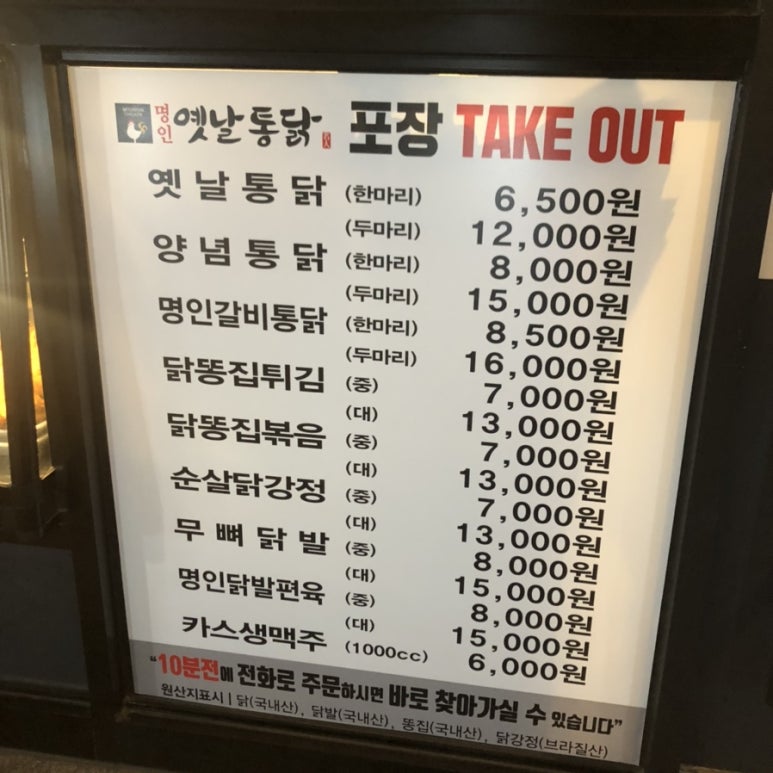 명인 옛날통닭 포장 TAKE OUT
옛날통닭 (한마리) 6,500원
(두마리) 12,000원
양념통닭 (한마리) 8,000원
(두마리) 15,000원
명인갈비통닭 (한마리) 8,500원
(두마리) 16,000원
닭똥집튀김 (중) 7,000원
(대) 13,000원
닭똥집볶음 (중) 7,000원
(대) 13,000원
순살닭강정 (중) 7,000원
(대) 13,000원
무뼈닭발 (중) 8,000원
(대) 15,000원
명인닭발편육 (중) 8,000원
(대) 15,000원
카스생맥주 (1000cc) 6,000원
“10분전에 전화로 주문하시면 바로 찾아가실 수 있습니다”
원산지표시 | 닭(국내산), 닭발(국내산), 똥집(국내산), 닭강정(브라질산)